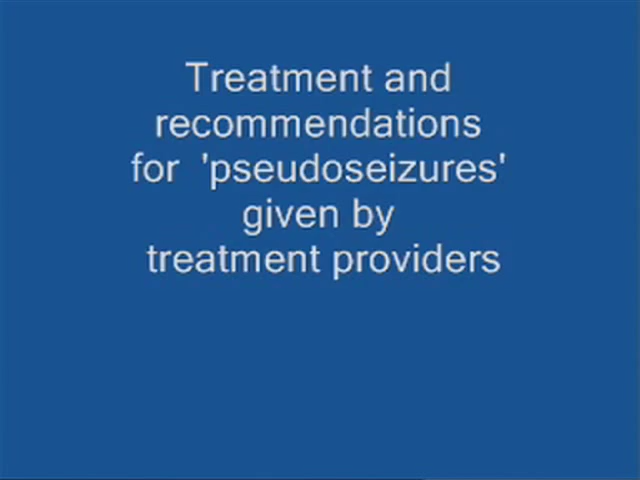 Treatment and
recommendations
for 'pseudoseizures'
given by
treatment providers